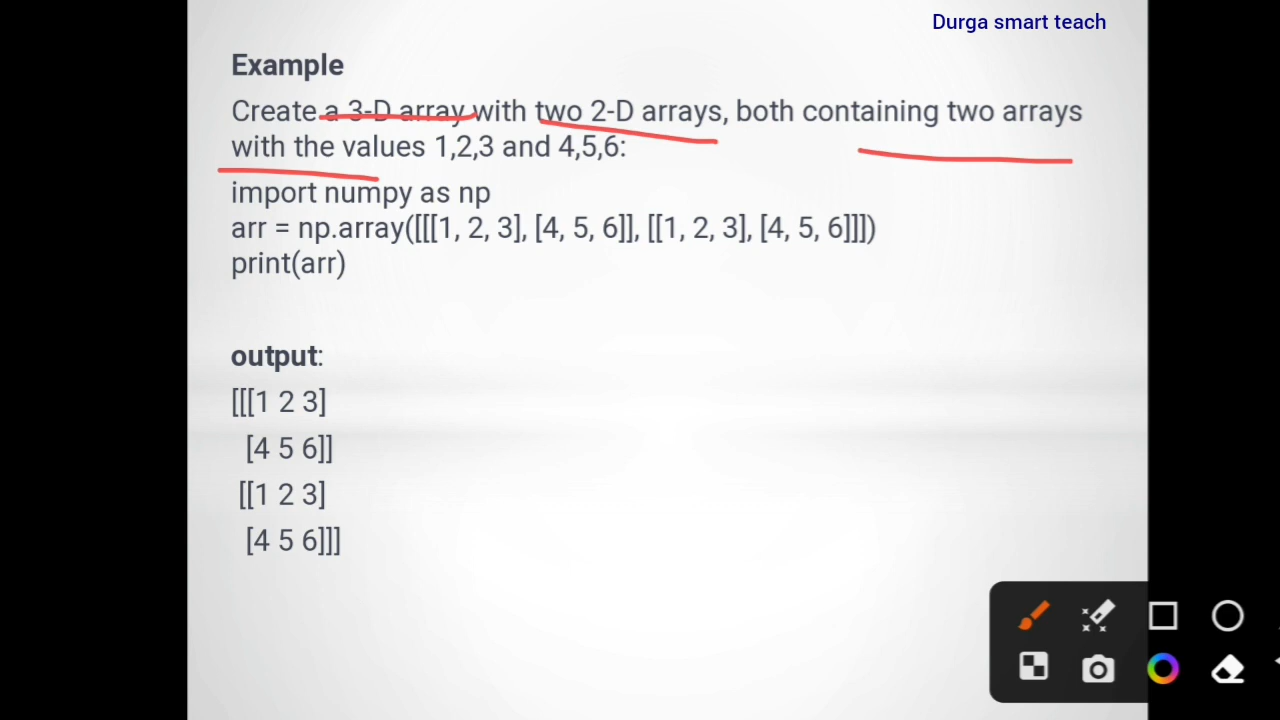 Durga smart teach
Example
Create a 3-D array with two 2-D arrays, both containing two arrays
with the values 1,2,3 and 4,5,6:
import numpy as np
arr = np.array([[[1, 2, 3], [4, 5, 6]], [[1, 2, 3], [4, 5, 6]]])
print(arr)
output:
[[[1 2 3]
[4 5 6]]
[[1 2 3]
[4 5 6]]]